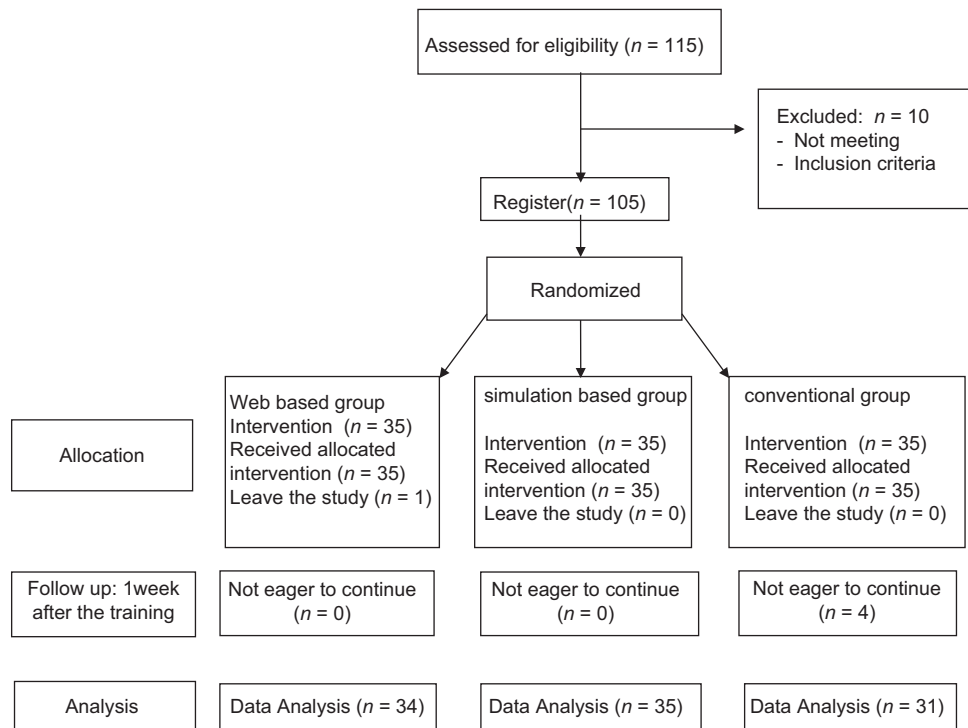 Assessed for eligibility (n = 115)
Excluded: n = 10
- Not meeting
- Inclusion criteria
Register(n = 105)
Randomized
Allocation
Web based group
Intervention (n = 35)
Received allocated
intervention (n = 35)
Leave the study (n = 1)
simulation based group
Intervention (n = 35)
Received allocated
intervention (n = 35)
Leave the study (n = 0)
conventional group
Intervention (n = 35)
Received allocated
intervention (n = 35)
Leave the study (n = 0)
Follow up: 1week
after the training
Not eager to continue
(n = 0)
Not eager to continue
(n = 0)
Not eager to continue
(n = 4)
Analysis
Data Analysis (n = 34)
Data Analysis (n = 35)
Data Analysis (n = 31)